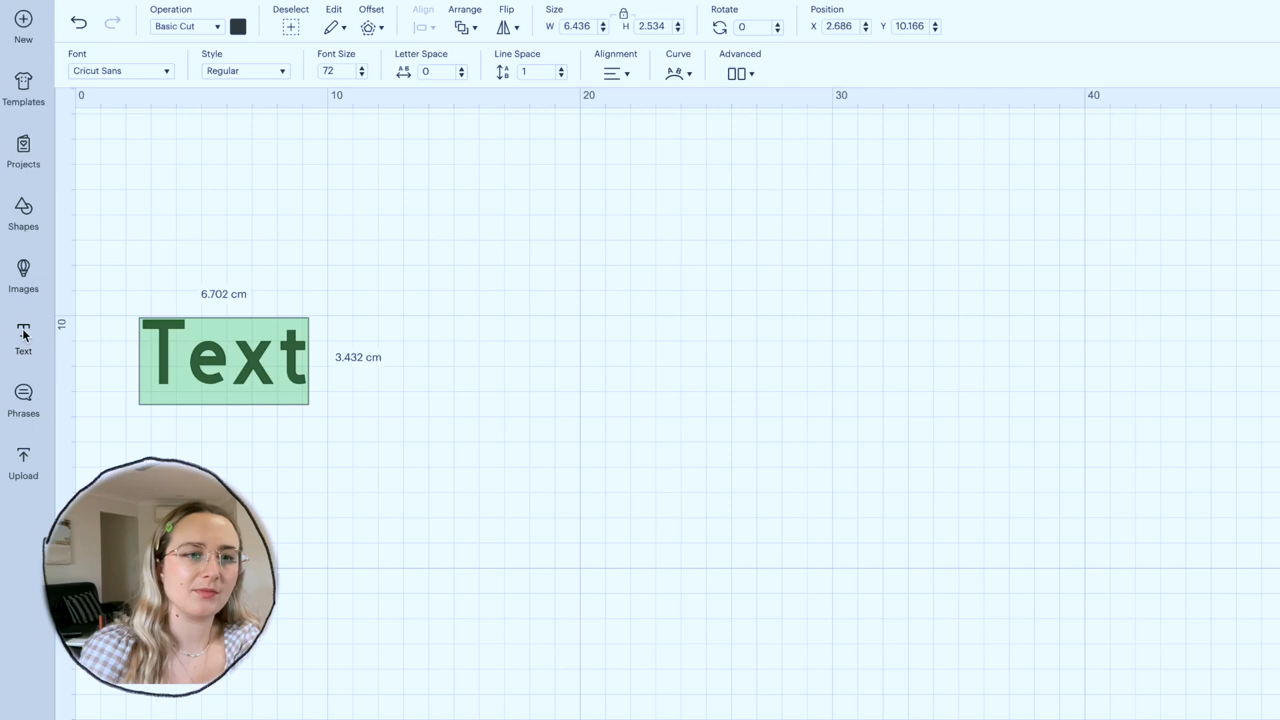 New
Templates
Projects
Shapes
Images
Text
Phrases
Upload
Operation
Basic Cut
Deselect
Edit
Offset
Align
Arrange
Flip
Size
W 6.436
H 2.534
Rotate
0
Position
X 2.686
Y 10.166
Font
Cricut Sans
Style
Regular
Font Size
72
Letter Space
0
Line Space
1
Alignment
Curve
Advanced
0 10 20 30 40
10
6.702 cm
Text
3.432 cm